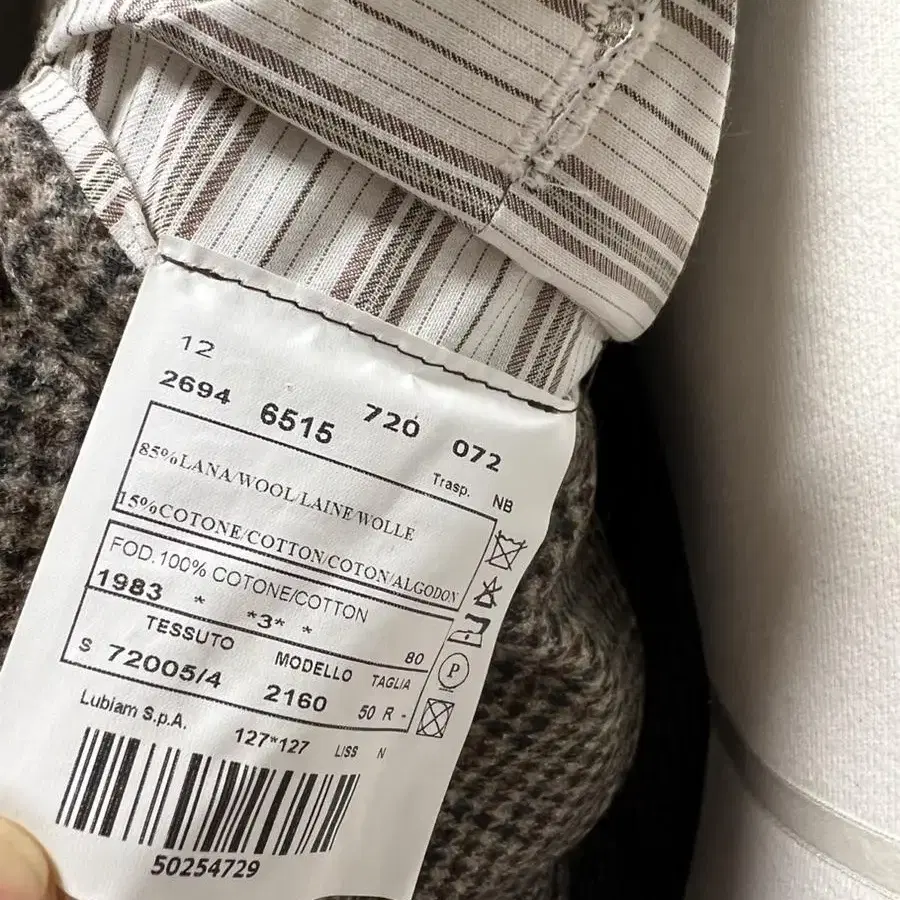 12
2694 6515 720 072
Trasp. NB
85%LANA/WOOL/LAINE/WOLLE
15%COTONE/COTTON/COTON/ALGODON
FOD.100% COTONE/COTTON
1983 * *3* * 80
TESSUTO MODELLO TAGLIA
S 72005/4 2160 50 R -
Lubiam S.p.A. 127*127 L/SS N
P
50254729